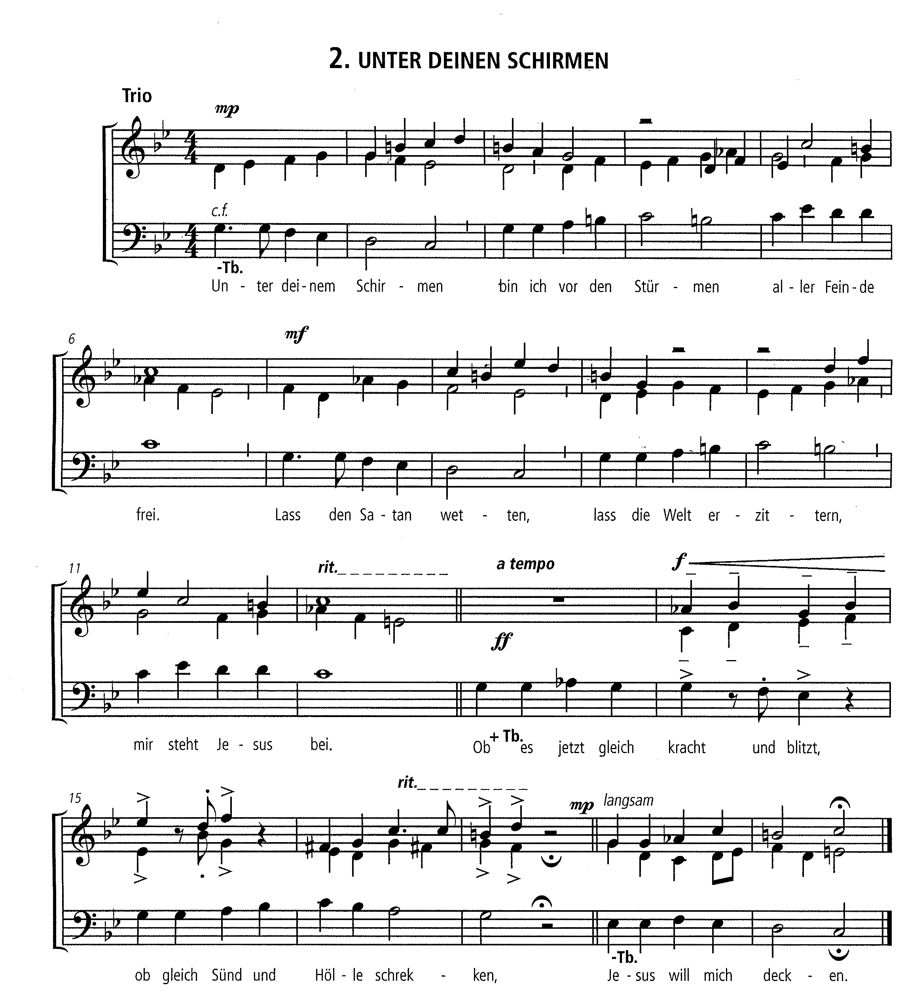 2. UNTER DEINEN SCHIRMEN
Trio
mp
c.f.
-Tb.
Un - ter dei - nem Schir - men bin ich vor den Stür - men al - ler Fein - de
6
mf
frei. Lass den Sa - tan wet - ten, lass die Welt er - zit - tern,
11
rit.
a tempo
f
ff
+ Tb.
mir steht Je - sus bei. Ob es jetzt gleich kracht und blitzt,
15
rit.
mp
langsam
-Tb.
ob gleich Sünd und Höl - le schrek - ken, Je - sus will mich deck - en.